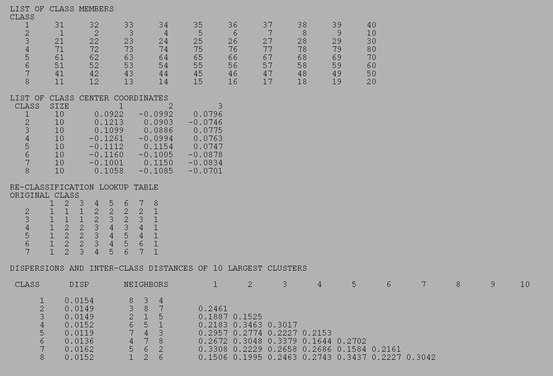 LIST OF CLASS MEMBERS
CLASS
1 31 32 33 34 35 36 37 38 39 40
2 1 2 3 4 5 6 7 8 9 10
3 21 22 23 24 25 26 27 28 29 30
4 71 72 73 74 75 76 77 78 79 80
5 61 62 63 64 65 66 67 68 69 70
6 51 52 53 54 55 56 57 58 59 60
7 41 42 43 44 45 46 47 48 49 50
8 11 12 13 14 15 16 17 18 19 20
LIST OF CLASS CENTER COORDINATES
CLASS SIZE 1 2 3
1 10 0.0922 -0.0992 0.0796
2 10 0.1213 0.0903 -0.0746
3 10 0.1099 0.0886 0.0775
4 10 -0.1261 -0.0994 0.0763
5 10 -0.1112 0.1154 0.0747
6 10 -0.1160 -0.1005 -0.0878
7 10 -0.1001 0.1150 -0.0834
8 10 0.1058 -0.1085 -0.0701
RE-CLASSIFICATION LOOKUP TABLE
ORIGINAL CLASS
1 2 3 4 5 6 7 8
2 1 1 1 2 2 2 2 1
3 1 1 1 2 3 2 3 1
4 1 2 2 3 4 3 4 1
5 1 2 2 3 4 5 4 1
6 1 2 2 3 4 5 6 1
7 1 2 3 4 5 6 7 1
DISPERSIONS AND INTER-CLASS DISTANCES OF 10 LARGEST CLUSTERS
CLASS DISP NEIGHBORS 1 2 3 4 5 6 7 8 9 10
1 0.0154 8 3 4
2 0.0149 3 8 7 0.2461
3 0.0149 2 1 5 0.1887 0.1525
4 0.0152 6 5 1 0.2183 0.3463 0.3017
5 0.0119 7 4 3 0.2957 0.2774 0.2227 0.2153
6 0.0136 4 7 8 0.2672 0.3048 0.3379 0.1644 0.2702
7 0.0162 5 6 2 0.3308 0.2229 0.2658 0.2686 0.1584 0.2161
8 0.0152 1 2 6 0.1506 0.1995 0.2463 0.2743 0.3437 0.2227 0.3042